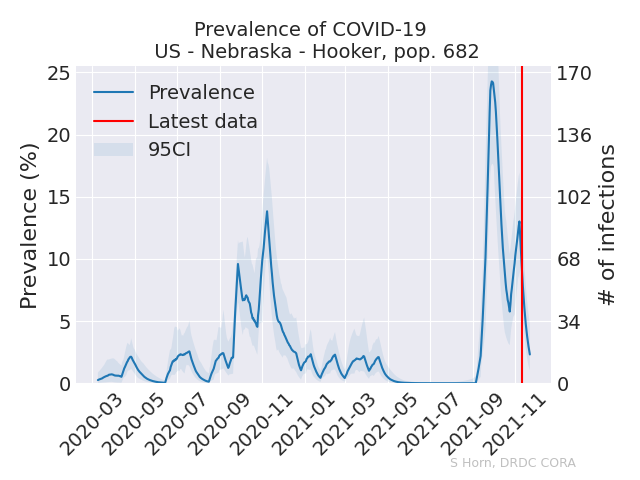 Prevalence of COVID-19
US - Nebraska - Hooker, pop. 682
Prevalence
Latest data
95CI
Prevalence (%)
25
20
15
10
5
0
170
136
102
68
34
0
# of infections
2020-03
2020-05
2020-07
2020-09
2020-11
2021-01
2021-03
2021-05
2021-07
2021-09
2021-11
S Horn, DRDC CORA